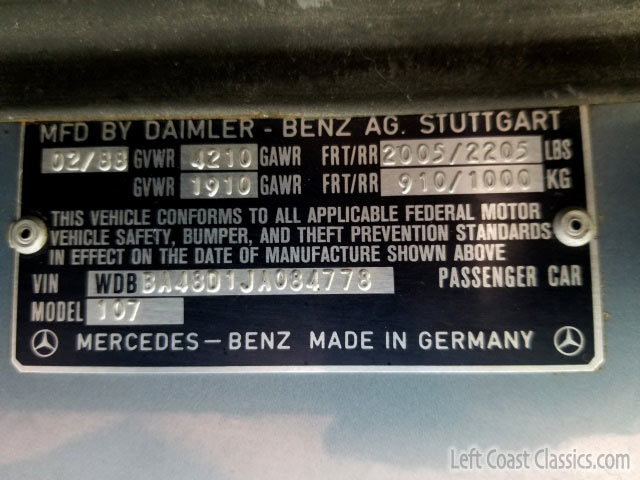 MFD BY DAIMLER - BENZ AG. STUTTGART
02/88 GVWR 4210 GAWR FRT/RR 2005/2205 LBS
GVWR 1910 GAWR FRT/RR 910/1000 KG
THIS VEHICLE CONFORMS TO ALL APPLICABLE FEDERAL MOTOR
VEHICLE SAFETY, BUMPER, AND THEFT PREVENTION STANDARDS
IN EFFECT ON THE DATE OF MANUFACTURE SHOWN ABOVE
VIN WDBBA48D1JA084778 PASSENGER CAR
MODEL 107
MERCEDES-BENZ MADE IN GERMANY
Left Coast Classics.com